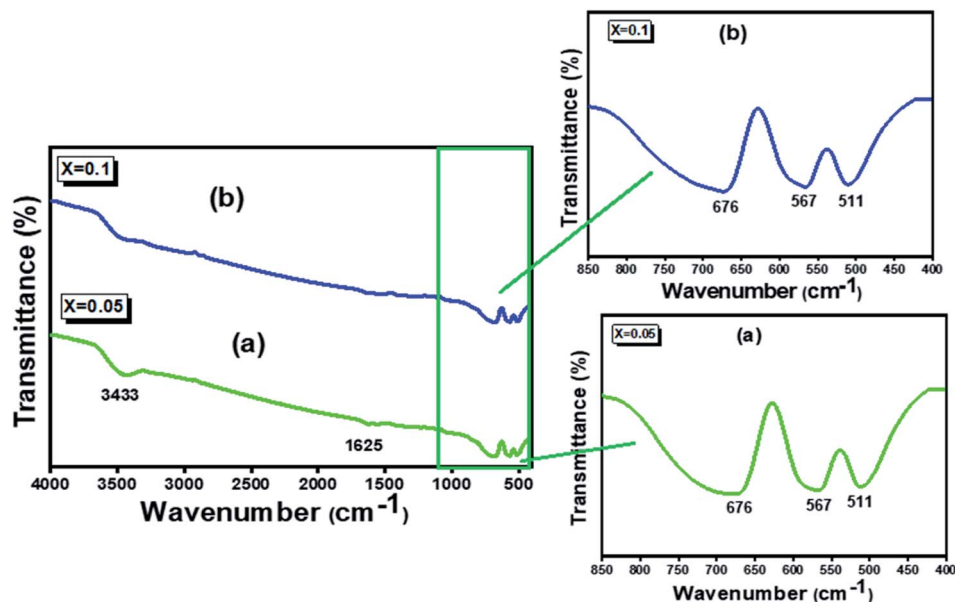 X=0.1
(b)
X=0.05
(a)
3433
1625
Transmittance (%)
4000 3500 3000 2500 2000 1500 1000 500
Wavenumber (cm-1)
X=0.1
(b)
676
567
511
Transmittance (%)
850 800 750 700 650 600 550 500 450 400
Wavenumber (cm-1)
X=0.05
(a)
676
567
511
Transmittance (%)
850 800 750 700 650 600 550 500 450 400
Wavenumber (cm-1)